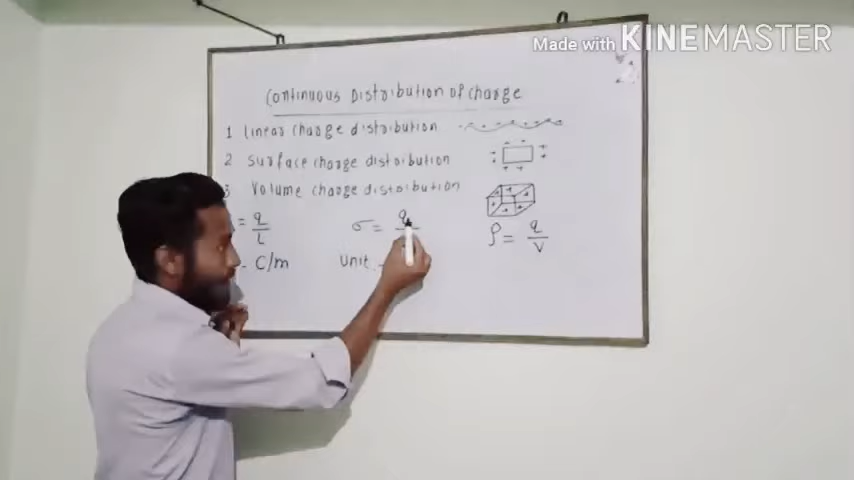 Made with KINEMASTER
Continuous Distribution of charge
1 linear charge distribution
2 surface charge distribution
3 Volume charge distribution
= q/L
σ = q
ρ = q/V
- C/m
Unit -